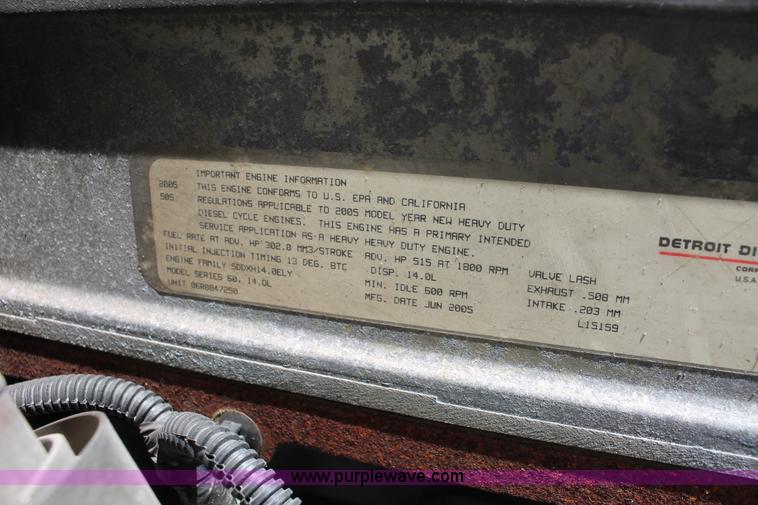 IMPORTANT ENGINE INFORMATION
2005 THIS ENGINE CONFORMS TO U.S. EPA AND CALIFORNIA
50S REGULATIONS APPLICABLE TO 2005 MODEL YEAR NEW HEAVY DUTY
DIESEL CYCLE ENGINES. THIS ENGINE HAS A PRIMARY INTENDED
SERVICE APPLICATION AS A HEAVY HEAVY DUTY ENGINE.
FUEL RATE AT ADV. HP 302.0 MM3/STROKE ADV. HP 515 AT 1800 RPM VALVE LASH
INITIAL INJECTION TIMING 13 DEG. BTC DISP. 14.0L EXHAUST .508 MM
ENGINE FAMILY 5DDXH14.0ELY MIN. IDLE 600 RPM INTAKE .203 MM
MODEL SERIES 60, 14.0L MFG. DATE JUN 2005 L15159
UNIT 06R0847250
DETROIT DI
COR
U.S.A
www.purplewave.com